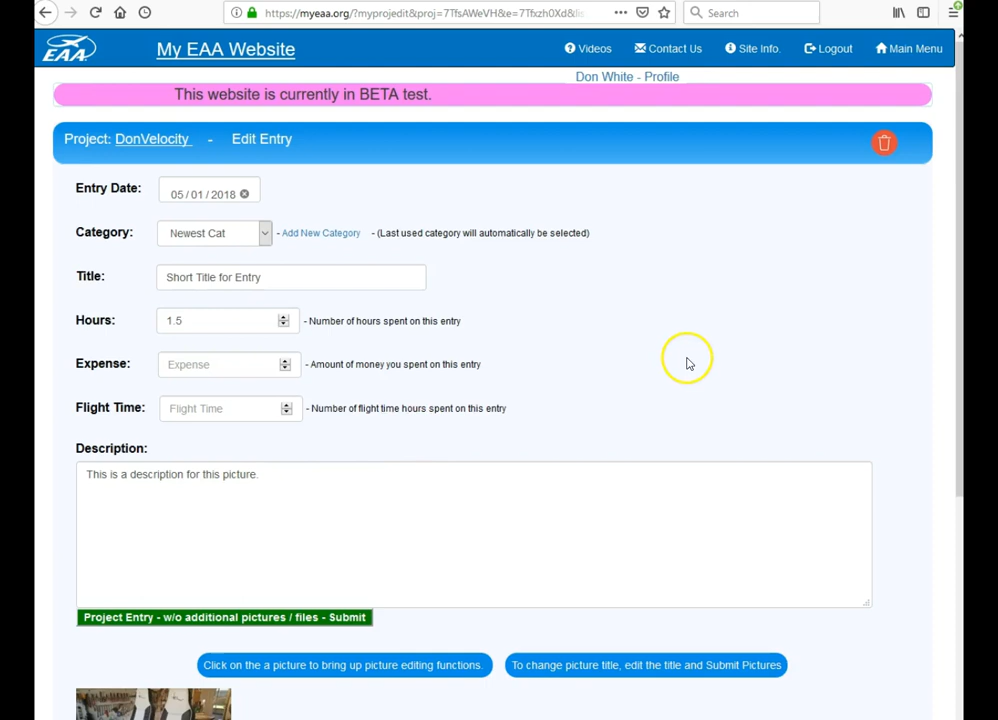 https://myeaa.org/?myprojedit&proj=7TfsAWeVH&e=7Tfxzh0Xd&dis
Search
EAA
My EAA Website
Videos
Contact Us
Site Info.
Logout
Main Menu
Don White - Profile
This website is currently in BETA test.
Project: DonVelocity - Edit Entry
Entry Date: 05 / 01 / 2018
Category: Newest Cat - Add New Category - (Last used category will automatically be selected)
Title: Short Title for Entry
Hours: 1.5 - Number of hours spent on this entry
Expense: Expense - Amount of money you spent on this entry
Flight Time: Flight Time - Number of flight time hours spent on this entry
Description:
This is a description for this picture.
Project Entry - w/o additional pictures / files - Submit
Click on the a picture to bring up picture editing functions.
To change picture title, edit the title and Submit Pictures